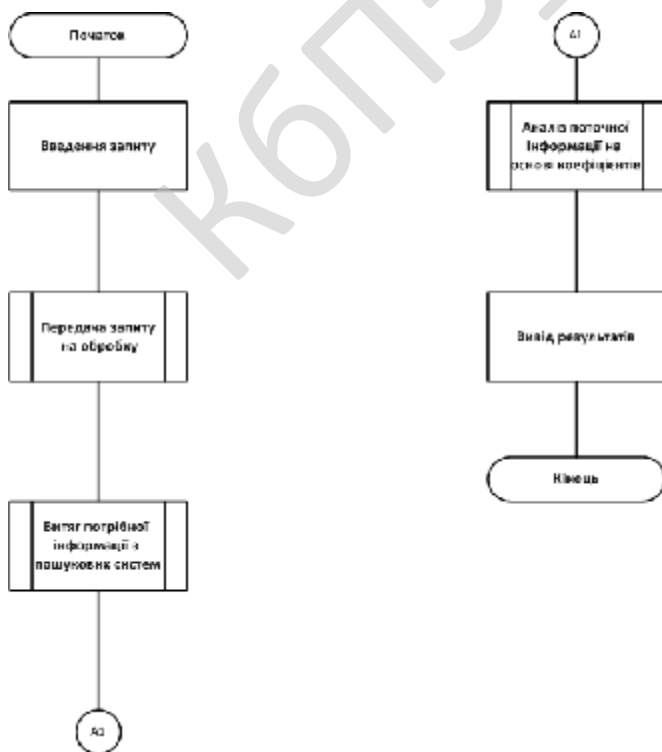 Початок
Введення запиту
Передача запиту
на обробку
Витяг потрібної
інформації з
пошукових систем
А1
Аналіз поточної
інформації на
основі коефіцієнтів
Вивід результатів
Кінець
КбПЗ